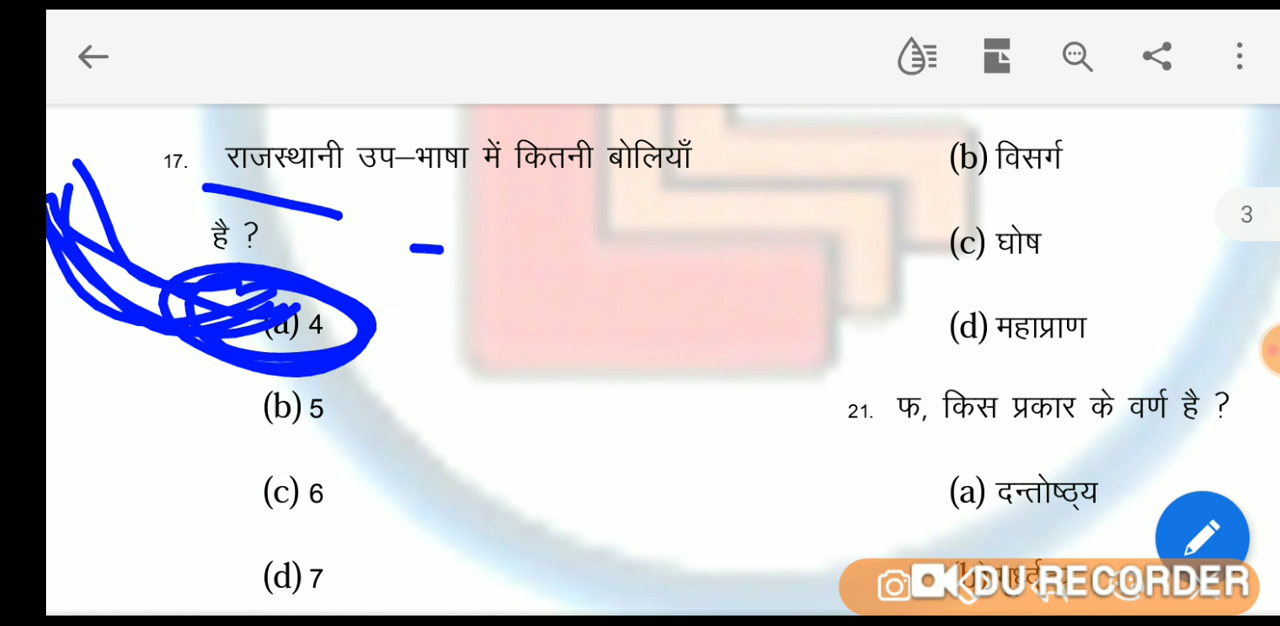 17. राजस्थानी उप–भाषा में कितनी बोलियाँ
है ?
(a) 4
(b) 5
(c) 6
(d) 7
(b) विसर्ग
(c) घोष
(d) महाप्राण
21. फ, किस प्रकार के वर्ण है ?
(a) दन्तोष्ठ्य
3
DU RECORDER